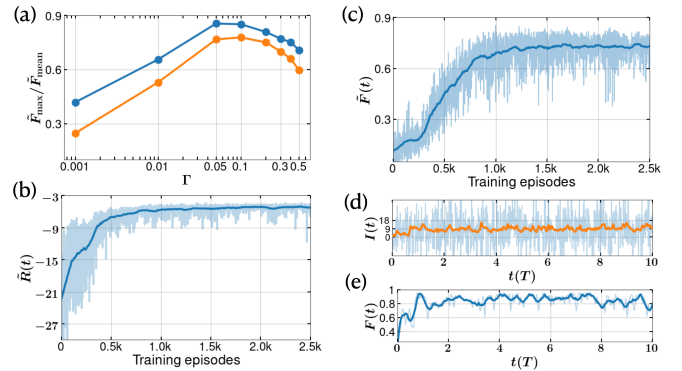 (a)
F̃max/F̃mean
0.9
0.6
0.3
0.001
0.01
0.05
0.1
0.3
0.5
Γ
(b)
R̃(t)
−3
−9
−15
−21
−27
0
0.5k
1.0k
1.5k
2.0k
2.5k
Training episodes
(c)
F̃(t)
0.9
0.6
0.3
0
0.5k
1.0k
1.5k
2.0k
2.5k
Training episodes
(d)
I(t)
18
9
0
0
2
4
6
8
10
t(T)
(e)
F(t)
1
0.8
0.6
0.4
0
2
4
6
8
10
t(T)